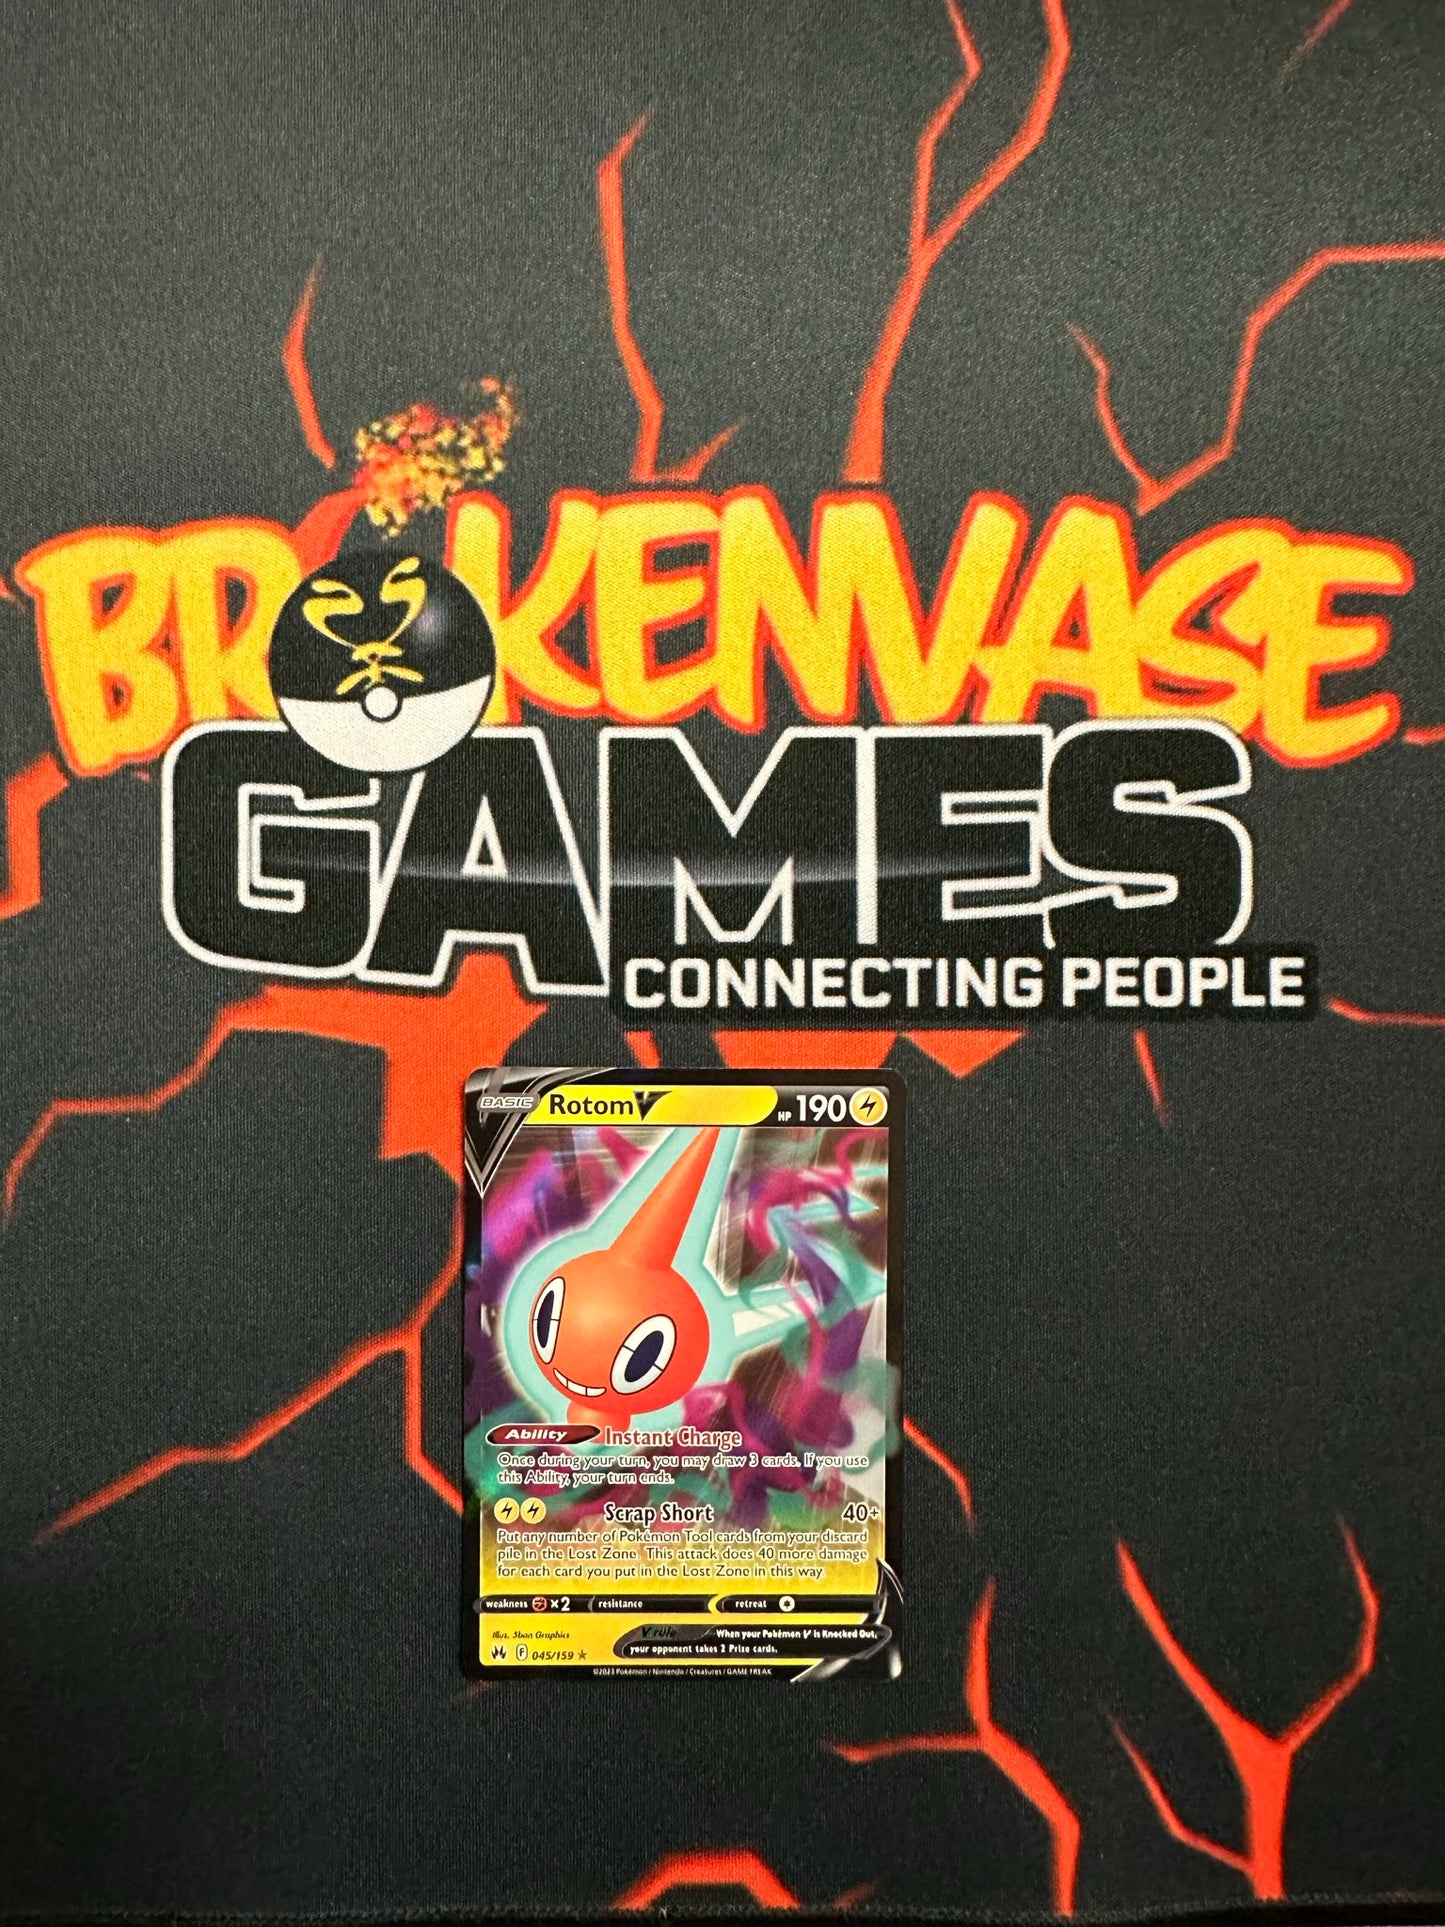 BROKENVASE
GAMES
CONNECTING PEOPLE
BASIC Rotom V HP 190
Ability Instant Charge
Once during your turn, you may draw 3 cards. If you use
this Ability, your turn ends.
Scrap Short 40+
Put any number of Pokémon Tool cards from your discard
pile in the Lost Zone. This attack does 40 more damage
for each card you put in the Lost Zone in this way.
weakness ×2 resistance retreat
Illus. 5ban Graphics
V rule When your Pokémon V is Knocked Out,
your opponent takes 2 Prize cards.
F 045/159 ★
©2023 Pokémon / Nintendo / Creatures / GAME FREAK